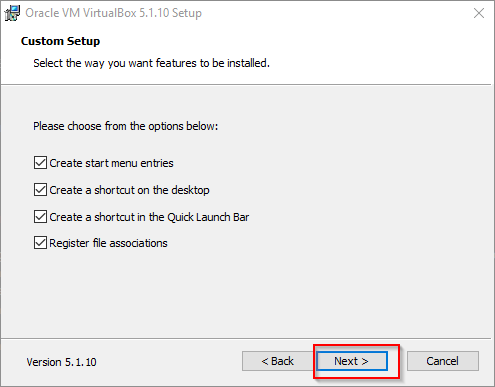 Oracle VM VirtualBox 5.1.10 Setup
Custom Setup
Select the way you want features to be installed.
Please choose from the options below:
Create start menu entries
Create a shortcut on the desktop
Create a shortcut in the Quick Launch Bar
Register file associations
Version 5.1.10 < Back Next > Cancel